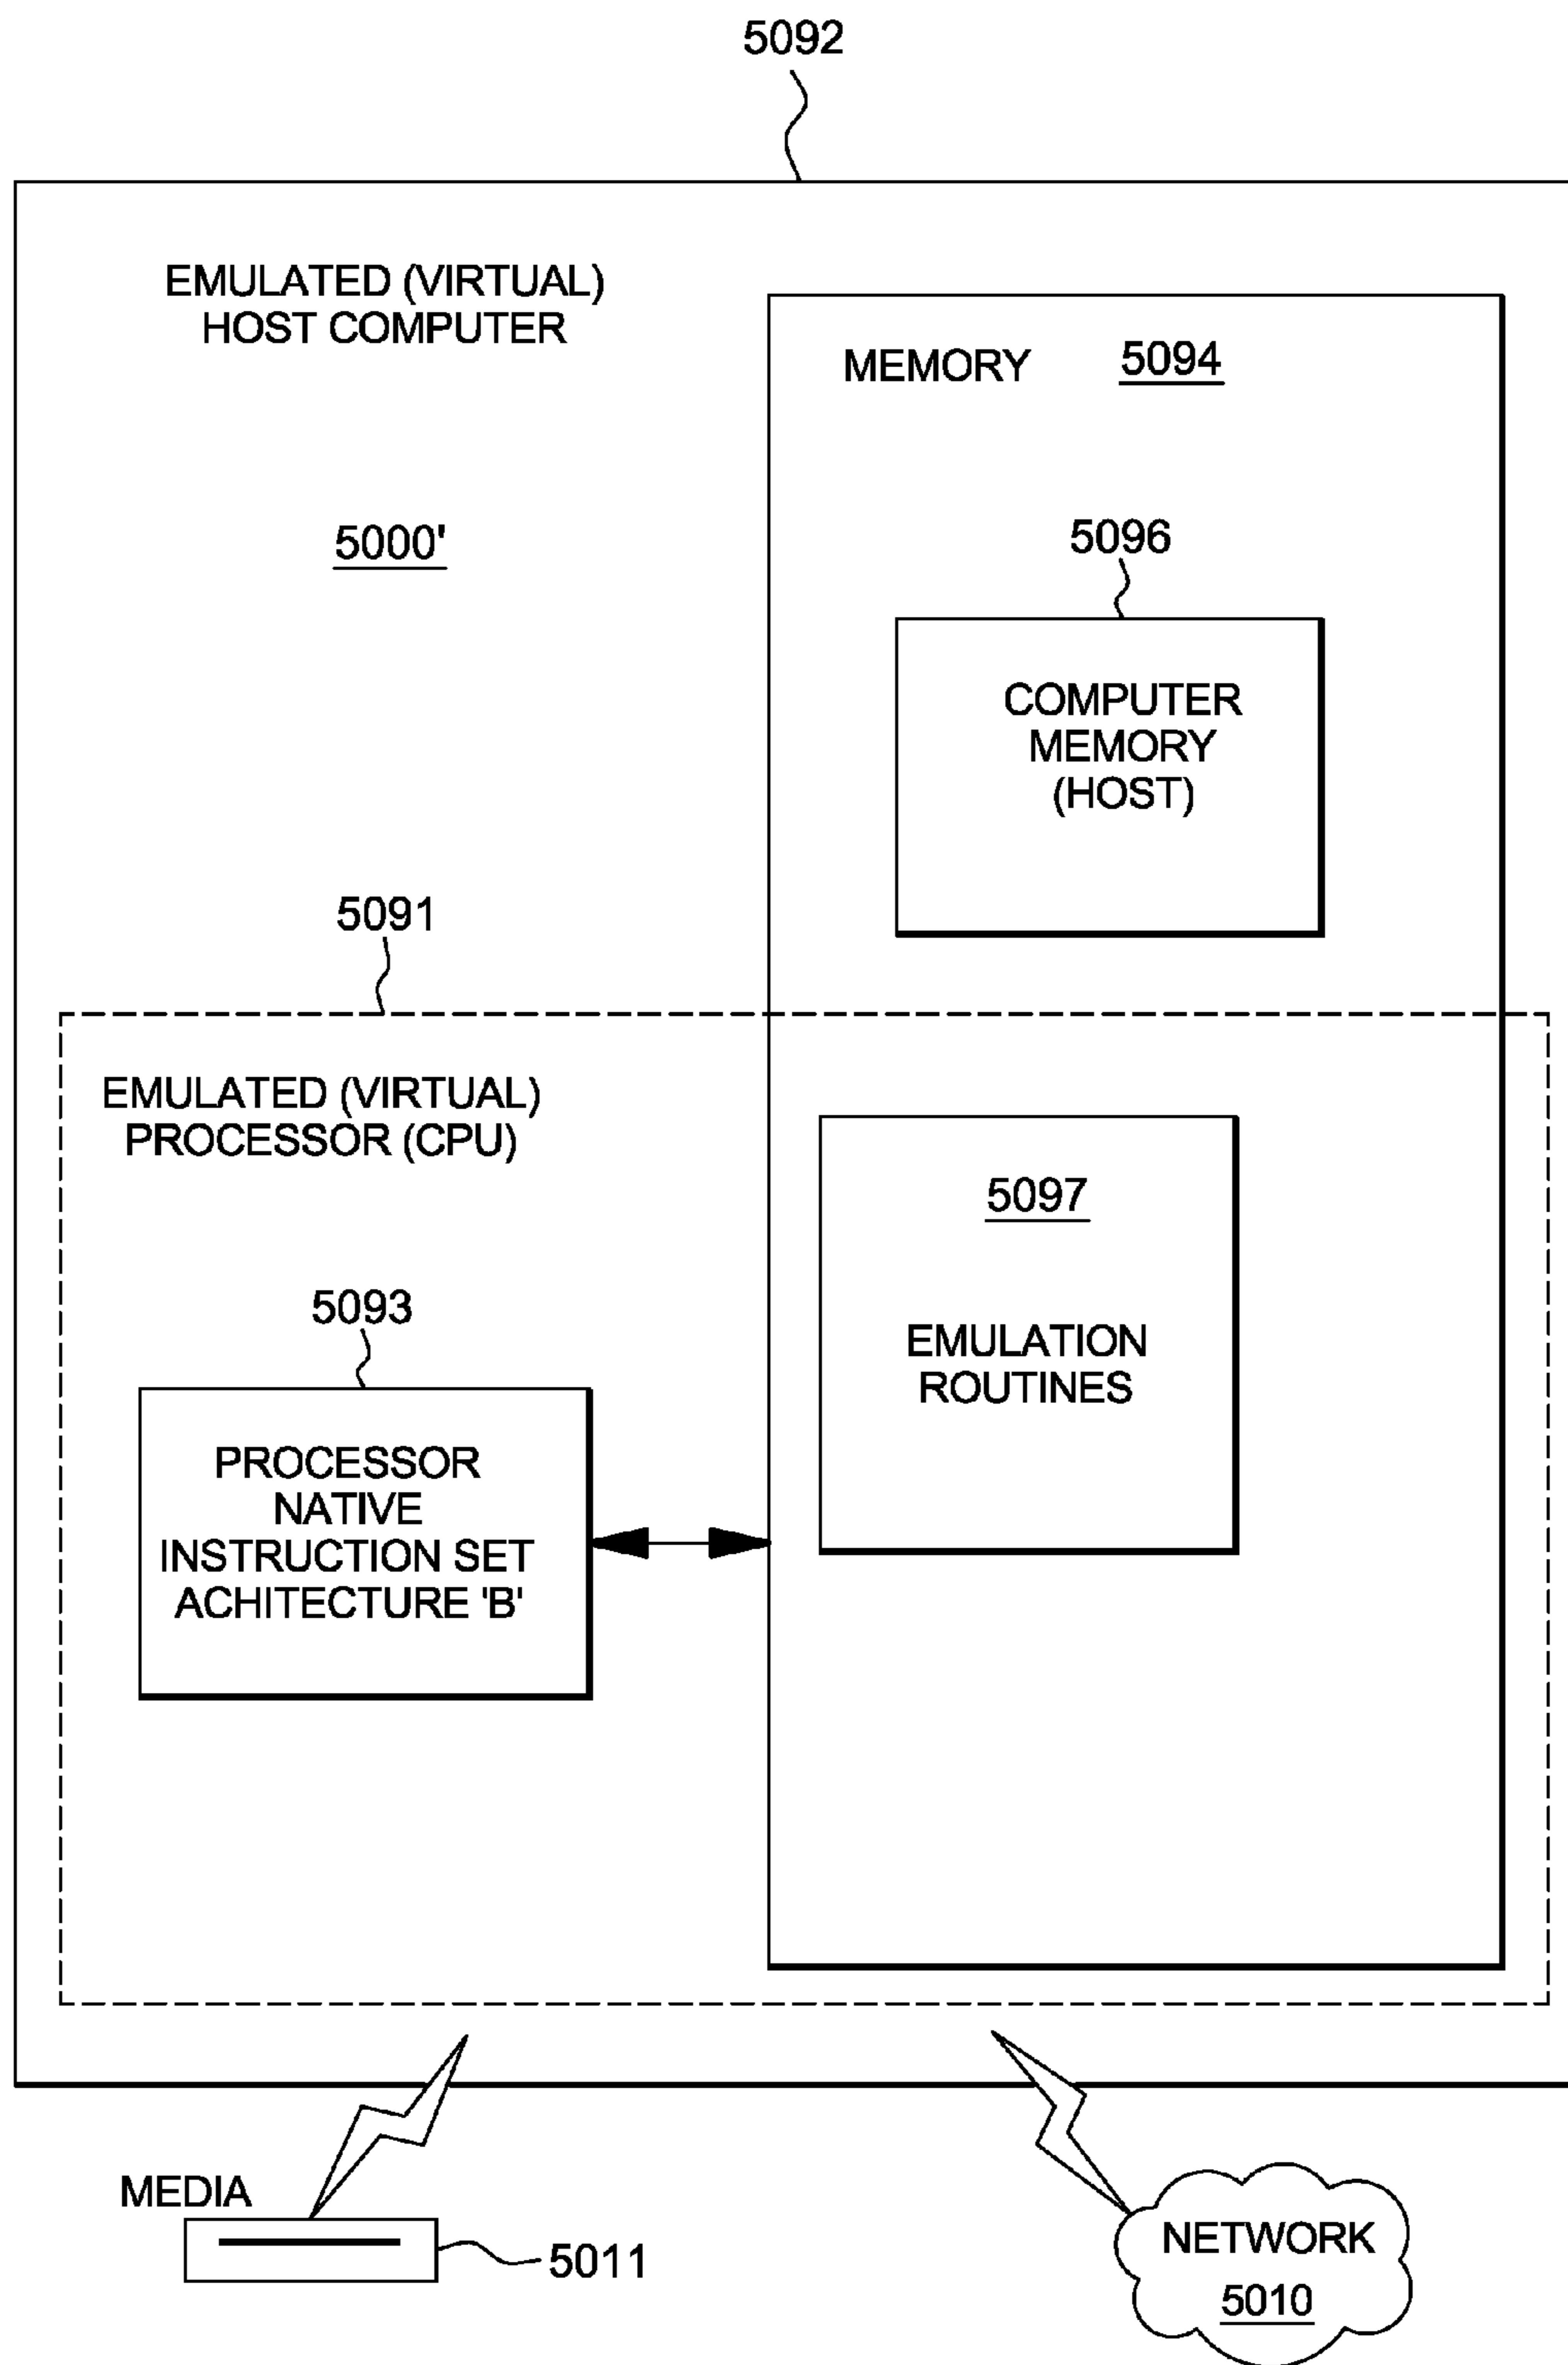 5092
EMULATED (VIRTUAL)
HOST COMPUTER
MEMORY 5094
5000'
5096
COMPUTER
MEMORY
(HOST)
5091
EMULATED (VIRTUAL)
PROCESSOR (CPU)
5097
EMULATION
ROUTINES
5093
PROCESSOR
NATIVE
INSTRUCTION SET
ACHITECTURE 'B'
MEDIA
5011
NETWORK
5010